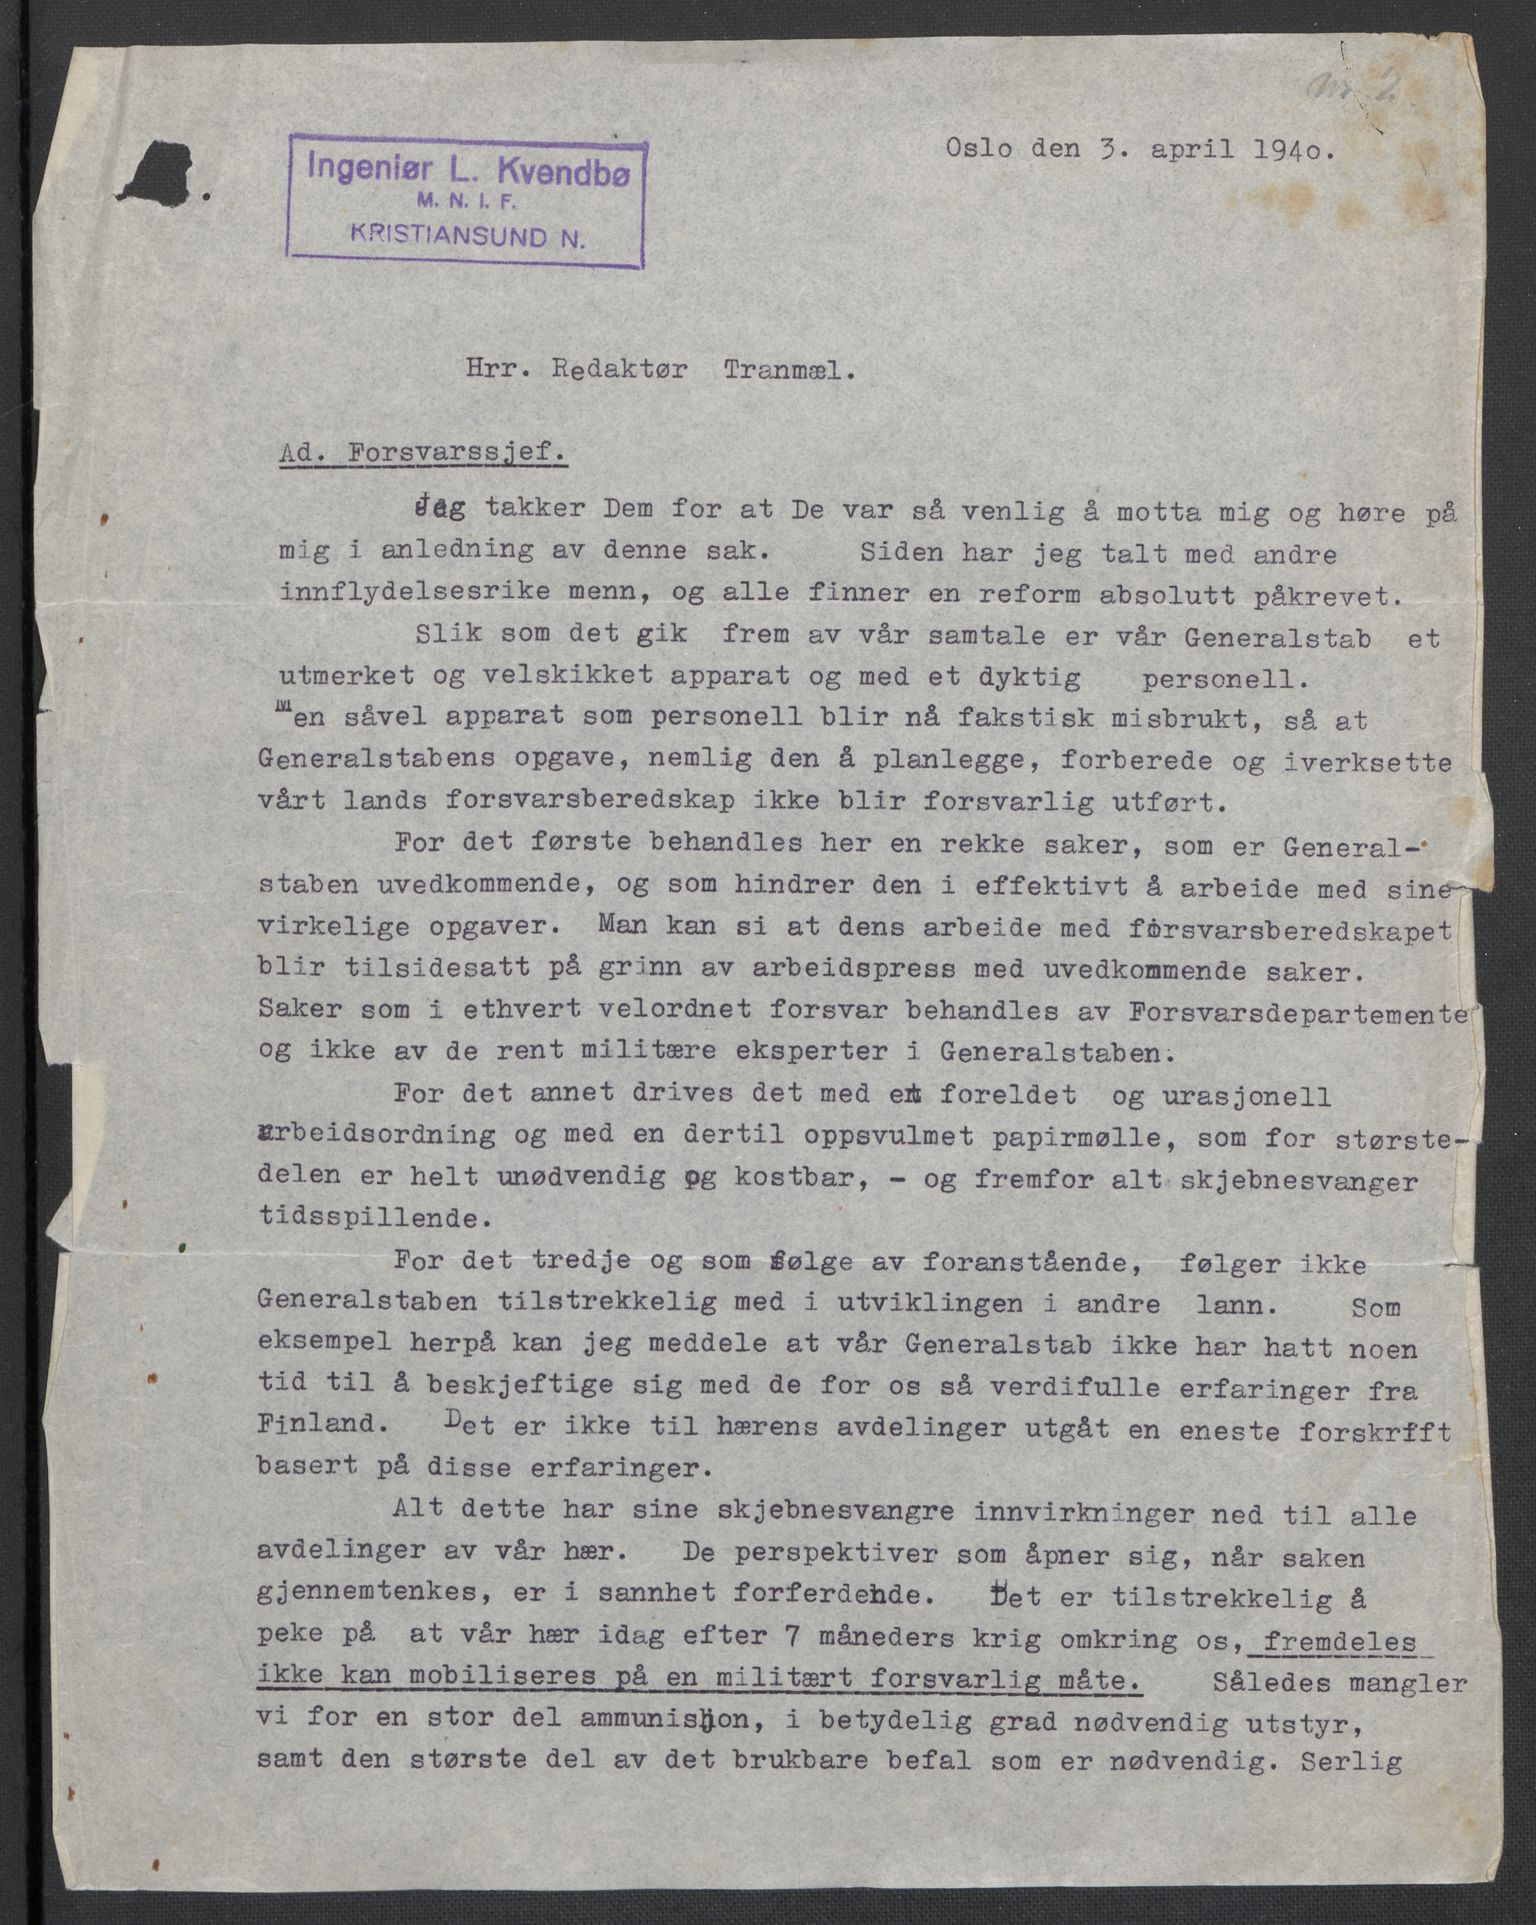 nr. 2
Oslo den 3. april 1940.
Ingeniør L. Kvendbø
M. N. I. F.
KRISTIANSUND N.
Hrr. Redaktør Tranmæl.
Ad. Forsvarssjef.
Jeg takker Dem for at De var så venlig å motta mig og høre på
mig i anledning av denne sak. Siden har jeg talt med andre
innflydelsesrike menn, og alle finner en reform absolutt påkrevet.
Slik som det gik frem av vår samtale er vår Generalstab et
utmerket og velskikket apparat og med et dyktig personell.
Men såvel apparat som personell blir nå fakstisk misbrukt, så at
Generalstabens opgave, nemlig den å planlegge, forberede og iverksette
vårt lands forsvarsberedskap ikke blir forsvarlig utført.
For det første behandles her en rekke saker, som er General-
staben uvedkommende, og som hindrer den i effektivt å arbeide med sine
virkelige opgaver. Man kan si at dens arbeide med forsvarsberedskapet
blir tilsidesatt på grinn av arbeidspress med uvedkommende saker.
Saker som i ethvert velordnet forsvar behandles av Forsvarsdepartemente
og ikke av de rent militære eksperter i Generalstaben.
For det annet drives det med en foreldet og urasjonell
arbeidsordning og med en dertil oppsvulmet papirmølle, som for største-
delen er helt unødvendig og kostbar, - og fremfor alt skjebnesvanger
tidsspillende.
For det tredje og som følge av foranstående, følger ikke
Generalstaben tilstrekkelig med i utviklingen i andre lann. Som
eksempel herpå kan jeg meddele at vår Generalstab ikke har hatt noen
tid til å beskjeftige sig med de for os så verdifulle erfaringer fra
Finland. Det er ikke til hærens avdelinger utgåt en eneste forskrfft
basert på disse erfaringer.
Alt dette har sine skjebnesvangre innvirkninger ned til alle
avdelinger av vår hær. De perspektiver som åpner sig, når saken
gjennemtenkes, er i sannhet forferdende. Det er tilstrekkelig å
peke på at vår hær idag efter 7 måneders krig omkring os, fremdeles
ikke kan mobiliseres på en militært forsvarlig måte. Således mangler
vi for en stor del ammunisjon, i betydelig grad nødvendig utstyr,
samt den største del av det brukbare befal som er nødvendig. Serlig